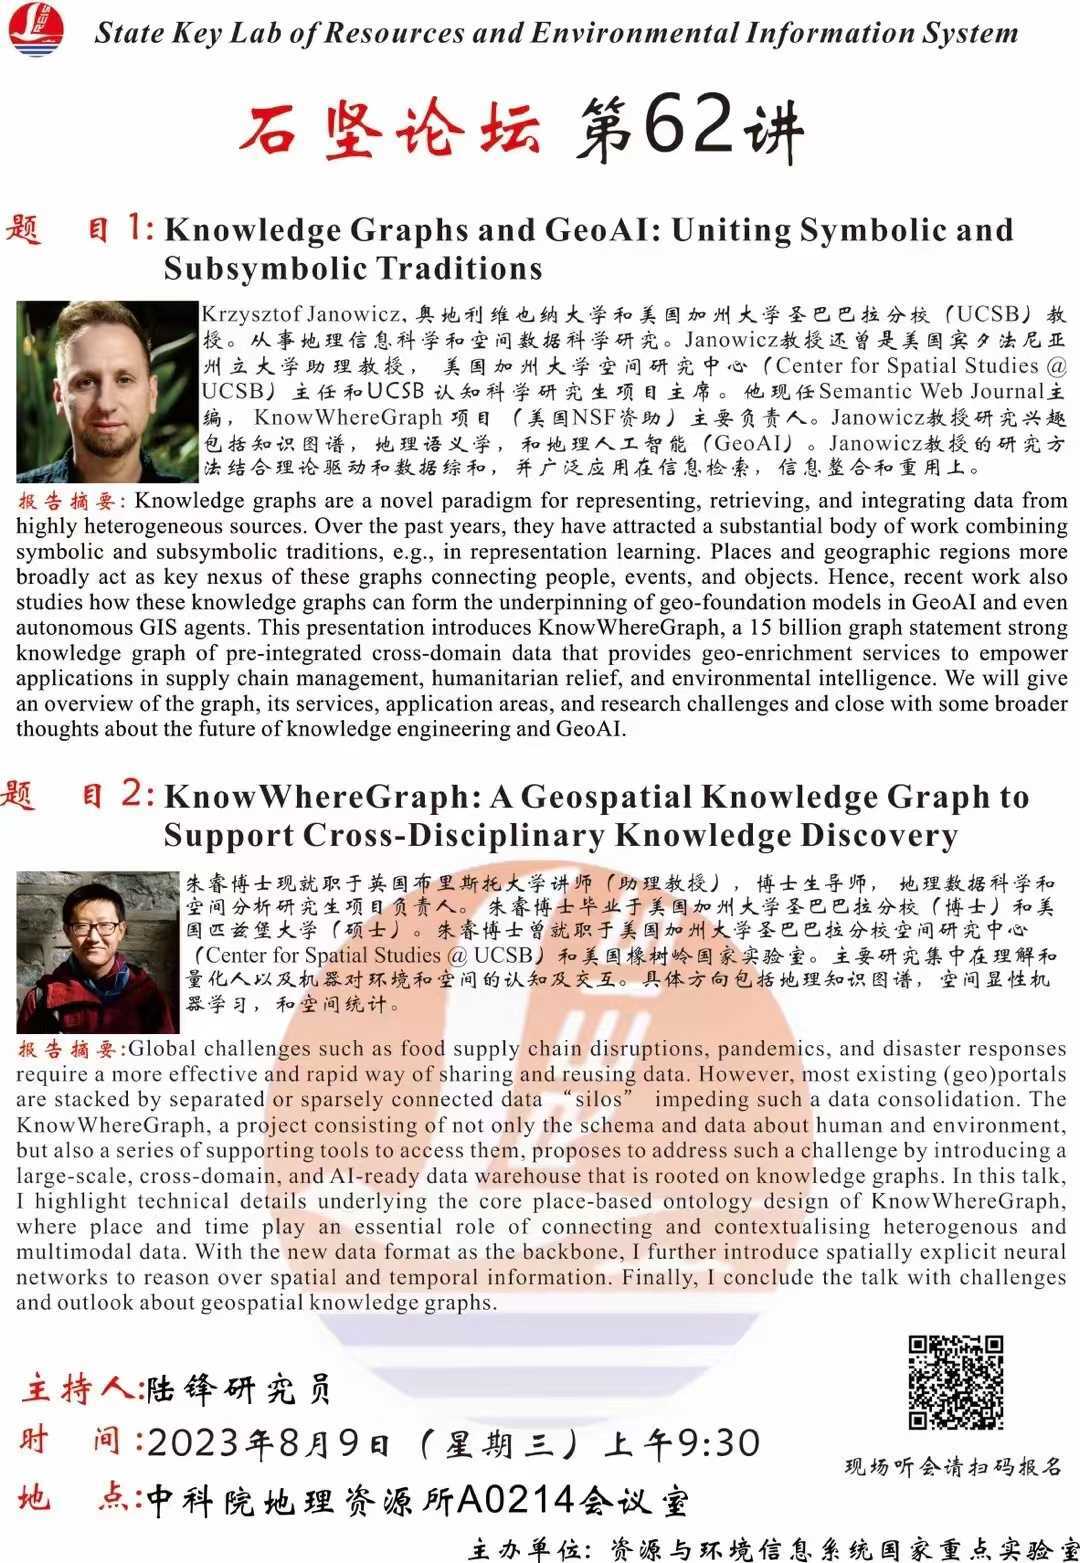 State Key Lab of Resources and Environmental Information System
石坚论坛 第62讲
题 目 1: Knowledge Graphs and GeoAI: Uniting Symbolic and
Subsymbolic Traditions
Krzysztof Janowicz, 奥地利维也纳大学和美国加州大学圣巴巴拉分校（UCSB）教
授。从事地理信息科学和空间数据科学研究。Janowicz教授还曾是美国宾夕法尼亚
州立大学助理教授， 美国加州大学空间研究中心（Center for Spatial Studies @
UCSB）主任和UCSB 认知科学研究生项目主席。他现任Semantic Web Journal主
编， KnowWhereGraph 项目 （美国NSF资助）主要负责人。Janowicz教授研究兴趣
包括知识图谱，地理语义学，和地理人工智能（GeoAI）。Janowicz教授的研究方
法结合理论驱动和数据综和，并广泛应用在信息检索，信息整合和重用上。
报告摘要: Knowledge graphs are a novel paradigm for representing, retrieving, and integrating data from
highly heterogeneous sources. Over the past years, they have attracted a substantial body of work combining
symbolic and subsymbolic traditions, e.g., in representation learning. Places and geographic regions more
broadly act as key nexus of these graphs connecting people, events, and objects. Hence, recent work also
studies how these knowledge graphs can form the underpinning of geo-foundation models in GeoAI and even
autonomous GIS agents. This presentation introduces KnowWhereGraph, a 15 billion graph statement strong
knowledge graph of pre-integrated cross-domain data that provides geo-enrichment services to empower
applications in supply chain management, humanitarian relief, and environmental intelligence. We will give
an overview of the graph, its services, application areas, and research challenges and close with some broader
thoughts about the future of knowledge engineering and GeoAI.
题 目 2: KnowWhereGraph: A Geospatial Knowledge Graph to
Support Cross-Disciplinary Knowledge Discovery
朱睿博士现就职于英国布里斯托大学讲师（助理教授），博士生导师， 地理数据科学和
空间分析研究生项目负责人。 朱睿博士毕业于美国加州大学圣巴巴拉分校（博士）和美
国匹兹堡大学（硕士）。朱睿博士曾就职于美国加州大学圣巴巴拉分校空间研究中心
（Center for Spatial Studies @ UCSB）和美国橡树岭国家实验室。主要研究集中在理解和
量化人以及机器对环境和空间的认知及交互。具体方向包括地理知识图谱，空间显性机
器学习，和空间统计。
报告摘要:Global challenges such as food supply chain disruptions, pandemics, and disaster responses
require a more effective and rapid way of sharing and reusing data. However, most existing (geo)portals
are stacked by separated or sparsely connected data “silos” impeding such a data consolidation. The
KnowWhereGraph, a project consisting of not only the schema and data about human and environment,
but also a series of supporting tools to access them, proposes to address such a challenge by introducing a
large-scale, cross-domain, and AI-ready data warehouse that is rooted on knowledge graphs. In this talk,
I highlight technical details underlying the core place-based ontology design of KnowWhereGraph,
where place and time play an essential role of connecting and contextualising heterogenous and
multimodal data. With the new data format as the backbone, I further introduce spatially explicit neural
networks to reason over spatial and temporal information. Finally, I conclude the talk with challenges
and outlook about geospatial knowledge graphs.
主持人:陆锋研究员
时 间:2023年8月9日（星期三）上午9:30
地 点:中科院地理资源所A0214会议室
现场听会请扫码报名
主办单位: 资源与环境信息系统国家重点实验室